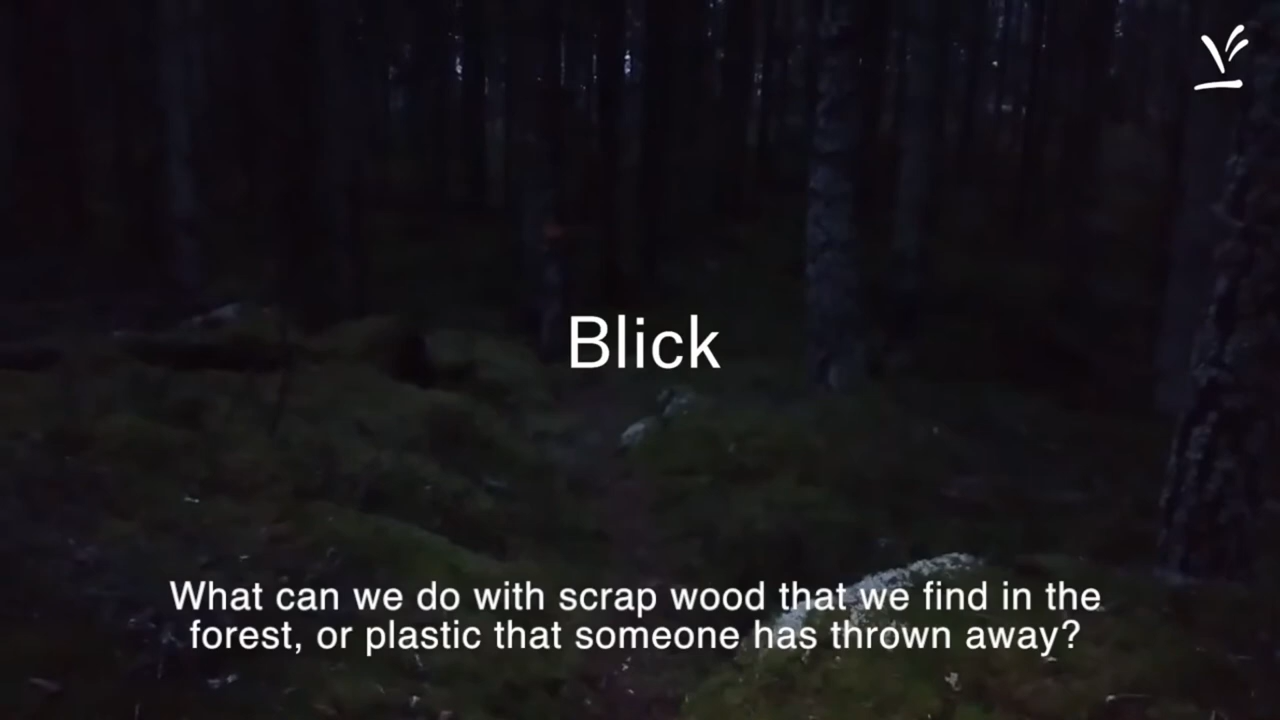 Blick
What can we do with scrap wood that we find in the
forest, or plastic that someone has thrown away?